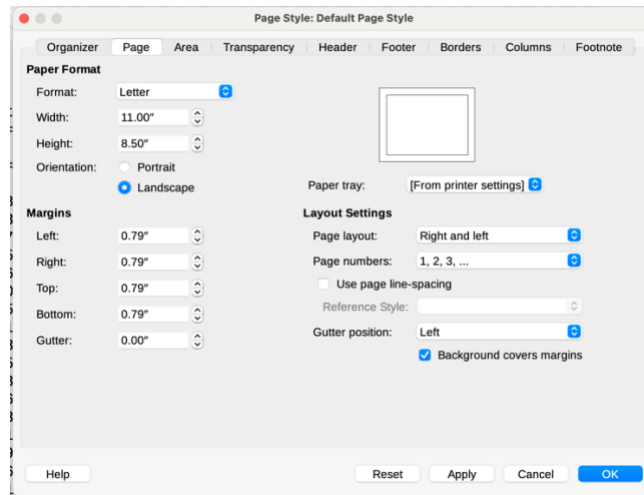 Page Style: Default Page Style
Organizer Page Area Transparency Header Footer Borders Columns Footnote
Paper Format
Format: Letter
Width: 11.00″
Height: 8.50″
Orientation: Portrait
Landscape
Paper tray: [From printer settings]
Margins
Left: 0.79″
Right: 0.79″
Top: 0.79″
Bottom: 0.79″
Gutter: 0.00″
Layout Settings
Page layout: Right and left
Page numbers: 1, 2, 3, ...
Use page line-spacing
Reference Style:
Gutter position: Left
Background covers margins
Help Reset Apply Cancel OK